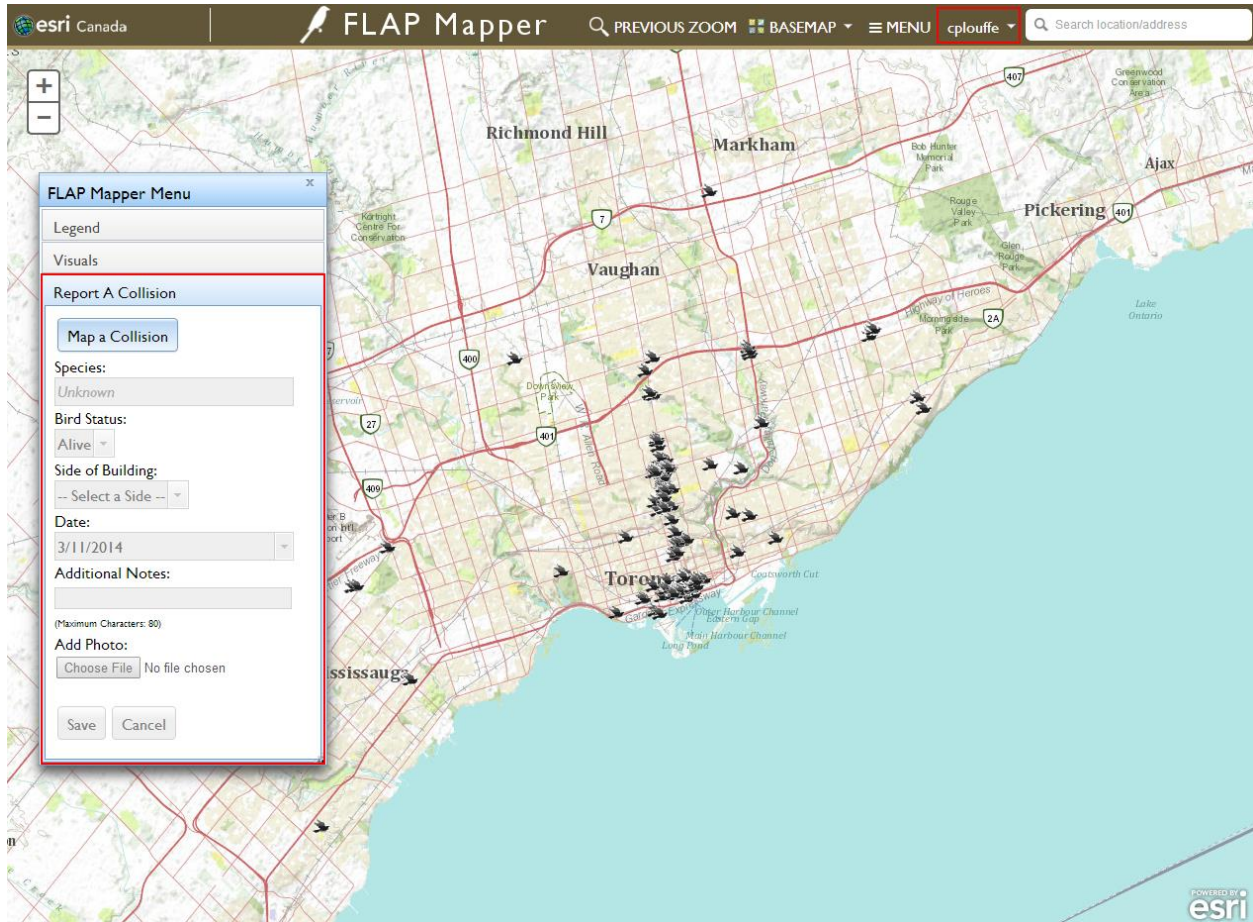 esri Canada
FLAP Mapper
PREVIOUS ZOOM
BASEMAP
MENU
cplouffe
Search location/address
+
−
407
Greenwood
Conservation
Area
Richmond Hill
Markham
Bob Hunter
Memorial
Park
Ajax
FLAP Mapper Menu
x
Legend
Visuals
Report A Collision
Map a Collision
Species:
Unknown
Bird Status:
Alive
Side of Building:
-- Select a Side --
Date:
3/11/2014
Additional Notes:
(Maximum Characters: 80)
Add Photo:
Choose File No file chosen
Save
Cancel
Kortright
Centre For
Conservation
7
Rouge
Valley
Park
Pickering
401
Glen
Rouge
Park
Vaughan
Highway of Heroes
Morningside
Park
2A
Lake
Ontario
400
Downsview
Park
W R Allen Road
27
401
409
Toron
Coatsworth Cut
Outer Harbour Channel
Eastern Gap
Main Harbour Channel
Long Pond
ississauga
POWERED BY
esri